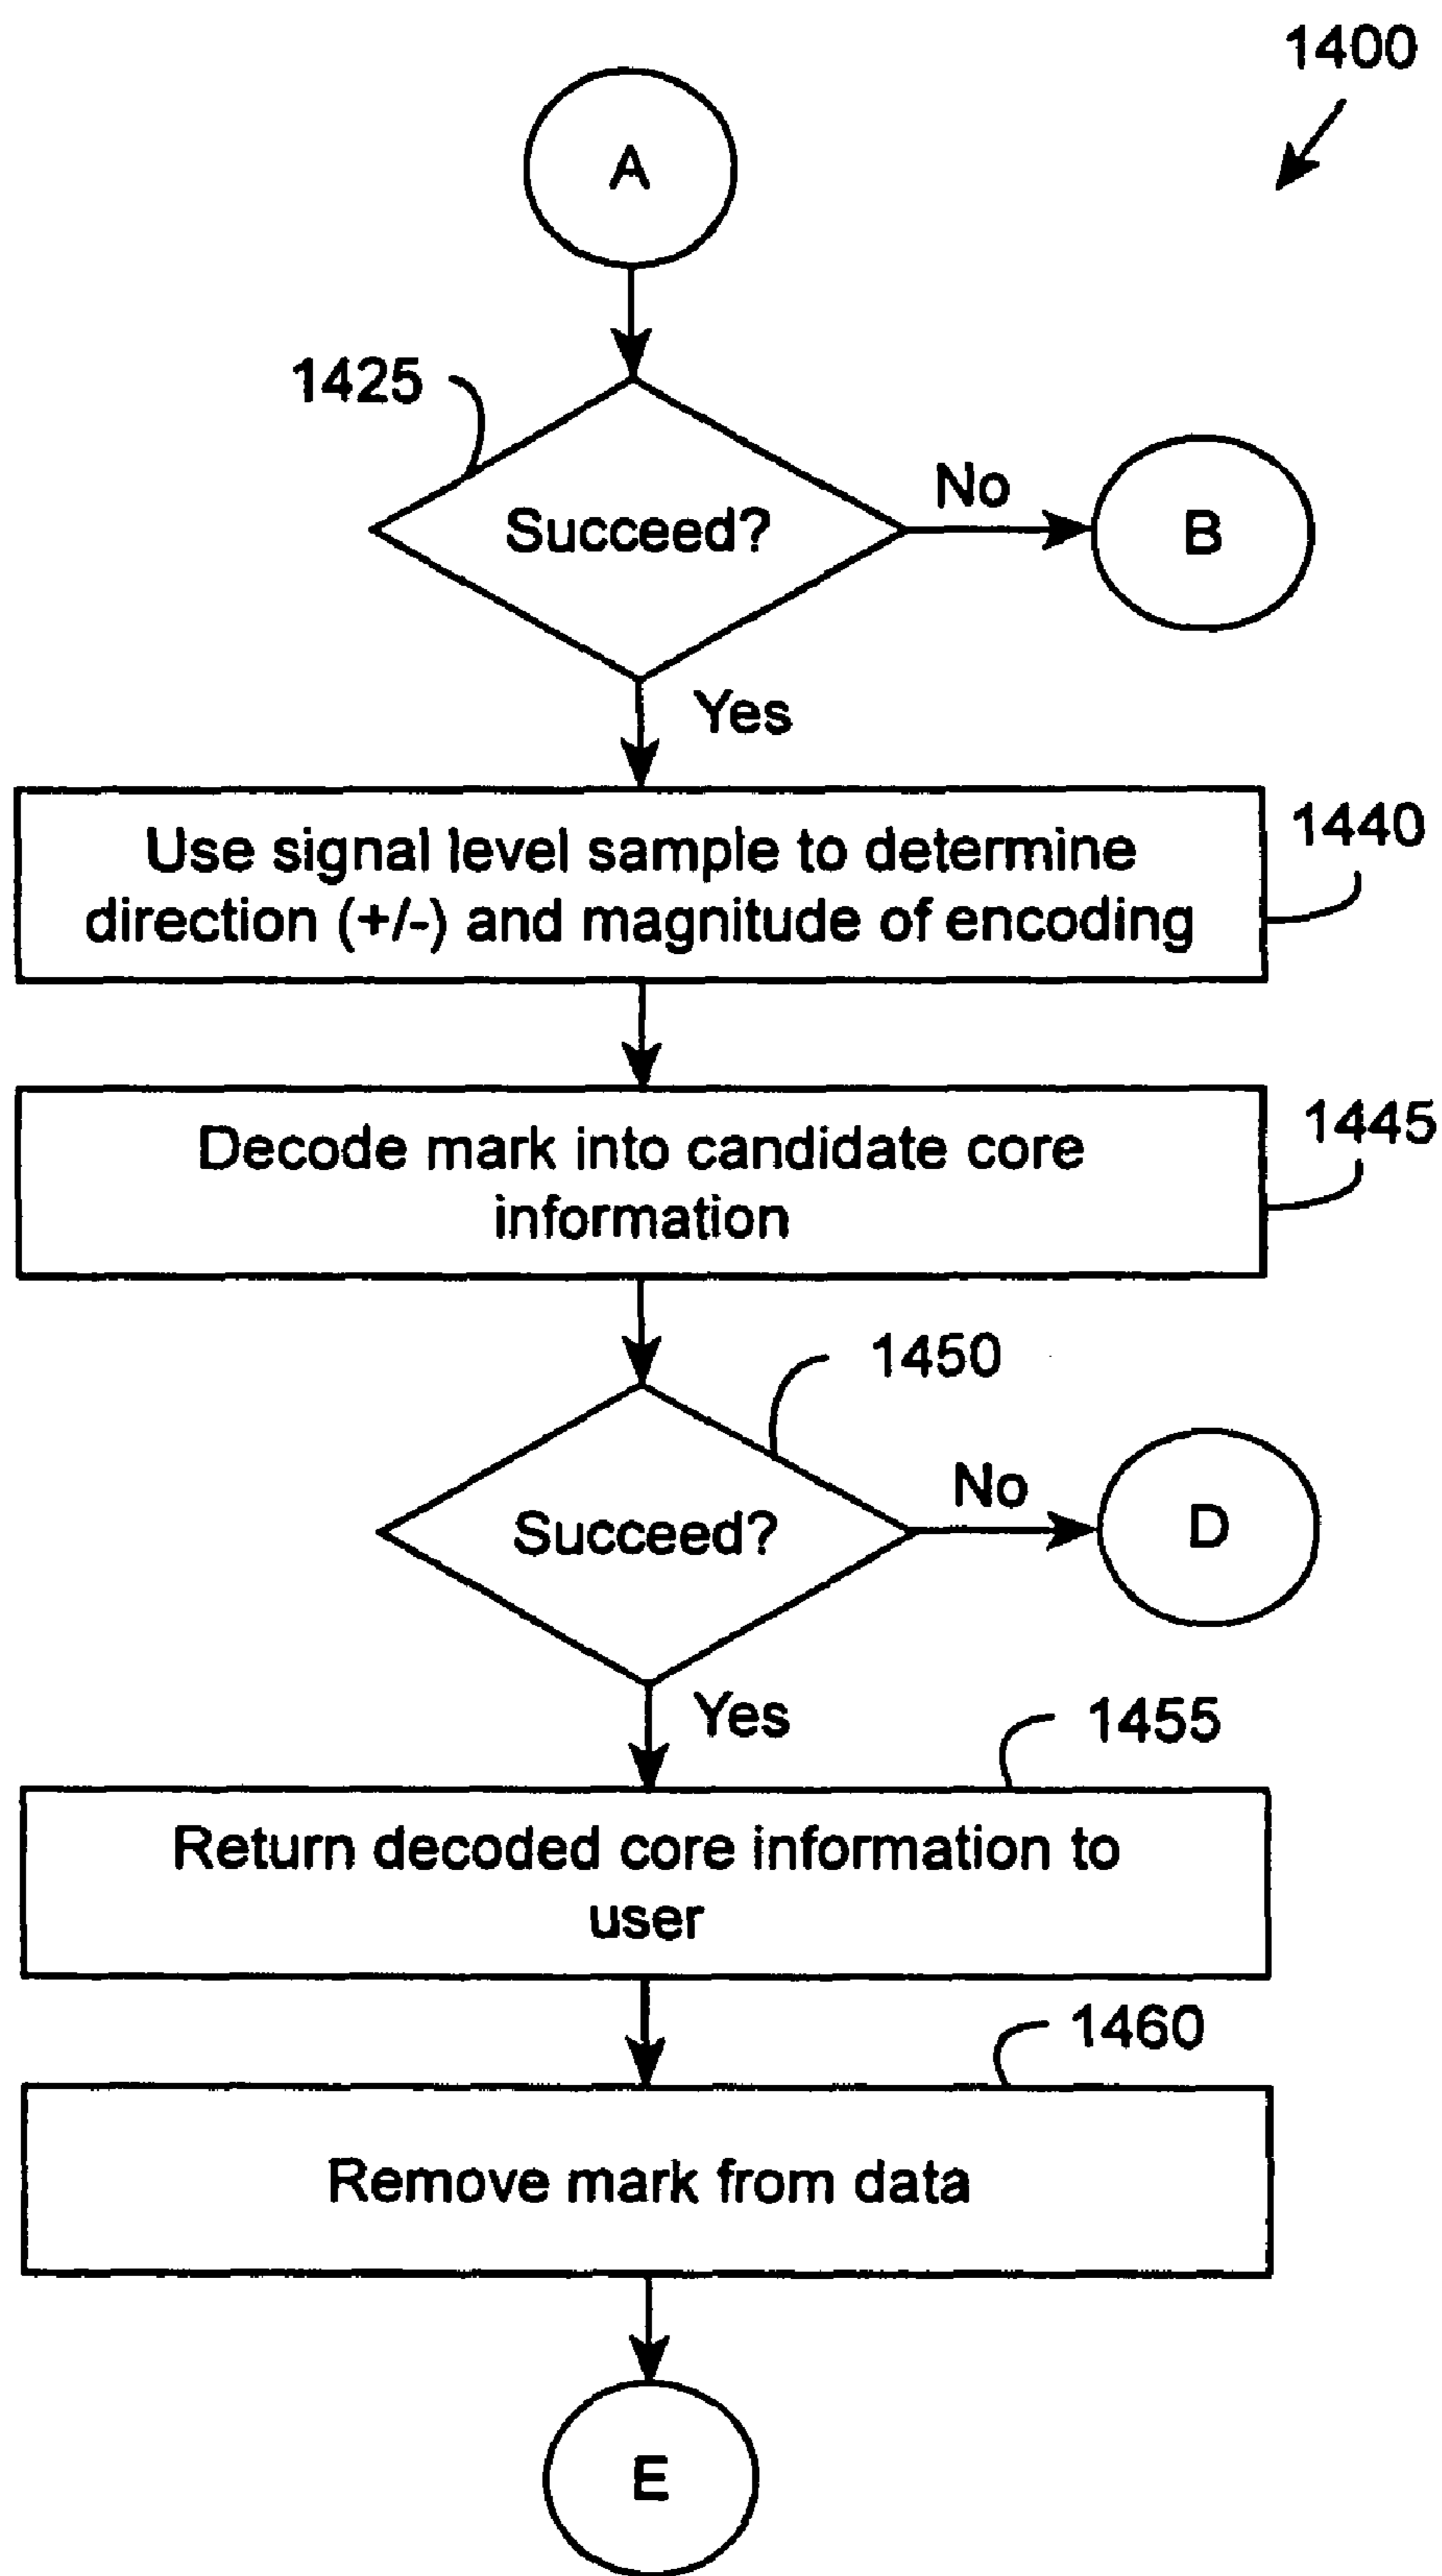 1400
A
1425
Succeed?
No
B
Yes
Use signal level sample to determine
direction (+/-) and magnitude of encoding
1440
Decode mark into candidate core
information
1445
1450
Succeed?
No
D
Yes
1455
Return decoded core information to
user
1460
Remove mark from data
E